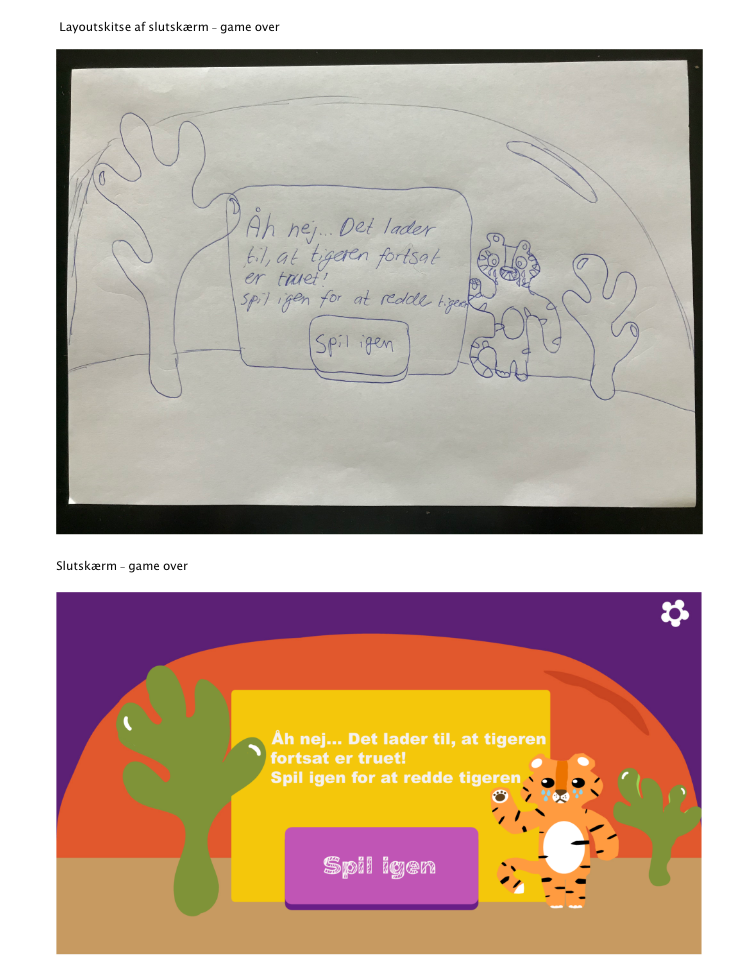 Layoutskitse af slutskærm – game over
Åh nej... Det lader
til, at tigeren fortsat
er truet!
Spil igen for at redde tigeren
Spil igen
Slutskærm – game over
Åh nej... Det lader til, at tigeren
fortsat er truet!
Spil igen for at redde tigeren
Spil igen